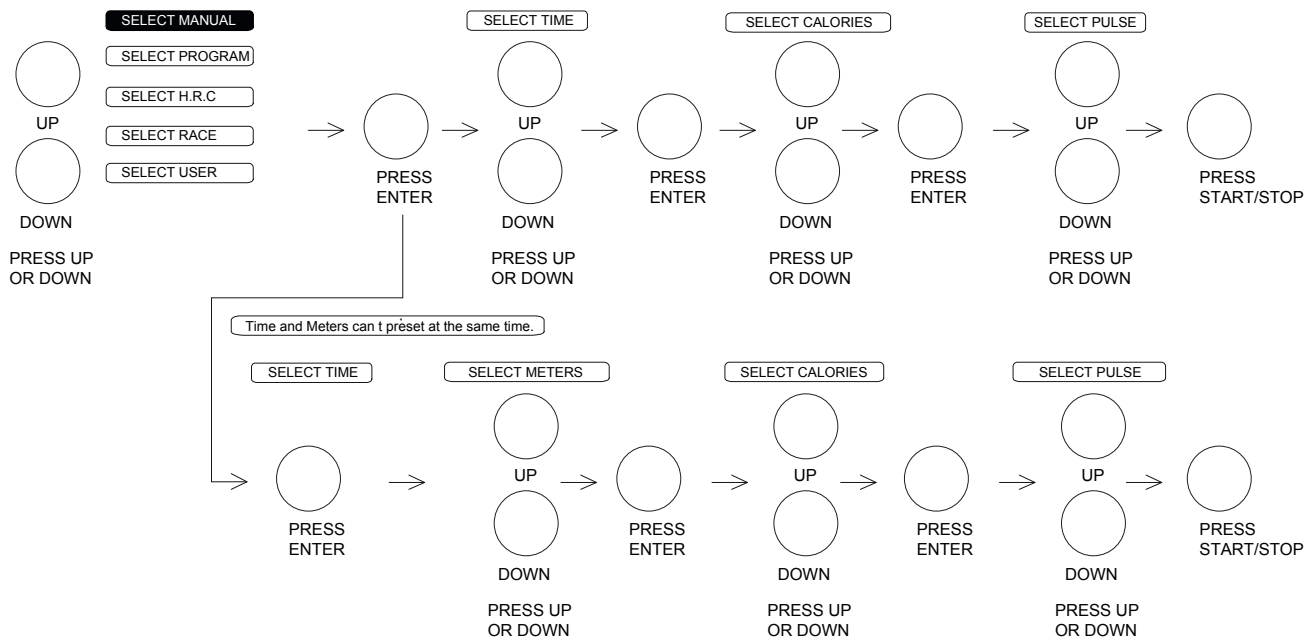 SELECT MANUAL
SELECT PROGRAM
SELECT H.R.C
SELECT RACE
SELECT USER
UP
DOWN
PRESS UP
OR DOWN
PRESS
ENTER
SELECT TIME
UP
DOWN
PRESS UP
OR DOWN
PRESS
ENTER
SELECT CALORIES
UP
DOWN
PRESS UP
OR DOWN
PRESS
ENTER
SELECT PULSE
UP
DOWN
PRESS UP
OR DOWN
PRESS
START/STOP
Time and Meters can t preset at the same time.
SELECT TIME
PRESS
ENTER
SELECT METERS
UP
DOWN
PRESS UP
OR DOWN
PRESS
ENTER
SELECT CALORIES
UP
DOWN
PRESS UP
OR DOWN
PRESS
ENTER
SELECT PULSE
UP
DOWN
PRESS UP
OR DOWN
PRESS
START/STOP